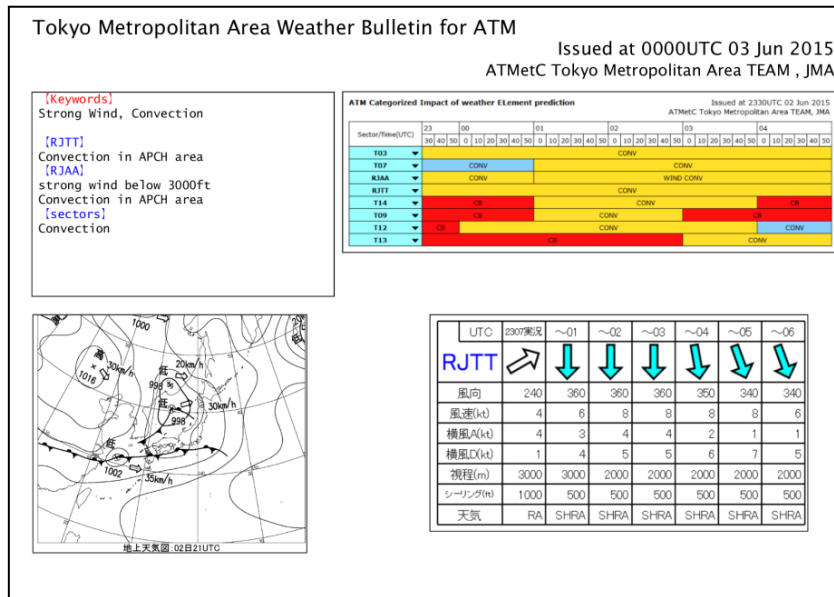 Tokyo Metropolitan Area Weather Bulletin for ATM
Issued at 0000UTC 03 Jun 2015
ATMetC Tokyo Metropolitan Area TEAM , JMA
【Keywords】
Strong Wind, Convection
【RJTT】
Convection in APCH area
【RJAA】
strong wind below 3000ft
Convection in APCH area
【sectors】
Convection
ATM Categorized Impact of weather ELement prediction
Issued at 2330UTC 02 Jun 2015
ATMetC Tokyo Metropolitan Area TEAM, JMA
Sector/Time(UTC) 23 00 01 02 03 04
30 40 50 0 10 20 30 40 50 0 10 20 30 40 50 0 10 20 30 40 50 0 10 20 30 40 50 0 10 20 30 40 50
T03 CONV
T07 CONV CONV
RJAA CONV WIND CONV
RJTT CONV
T14 CB CONV CB
T09 CB CONV CB
T12 CB CONV CONV
T13 CB CONV
1000
高 30km/h
1016
低 20km/h
998
低 30km/h
998
低
1002
35km/h
地上天気図:02日21UTC
UTC 2307実況 ～01 ～02 ～03 ～04 ～05 ～06
RJTT
風向 240 360 360 360 350 340 340
風速(kt) 4 6 8 8 8 8 6
横風A(kt) 4 3 4 4 2 1 1
横風D(kt) 1 4 5 5 6 7 5
視程(m) 3000 3000 2000 2000 2000 2000 2000
シーリング(ft) 1000 500 500 500 500 500 500
天気 RA SHRA SHRA SHRA SHRA SHRA SHRA